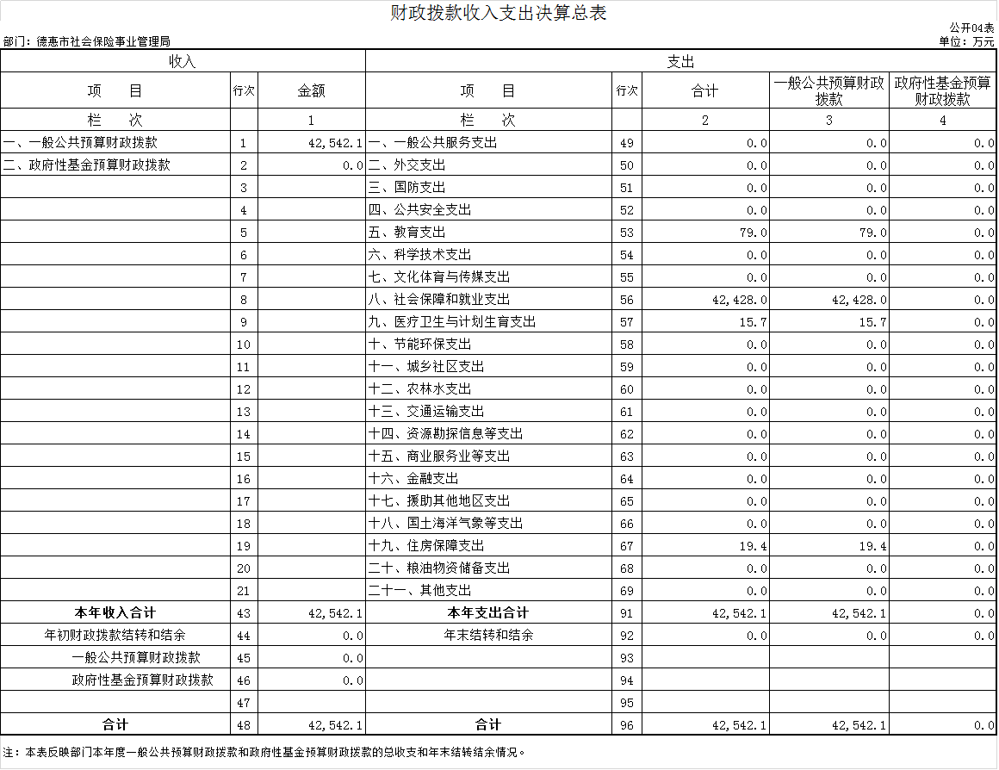 财政拨款收入支出决算总表
公开04表
部门：德惠市社会保险事业管理局 单位：万元
收入 支出
项 目 行次 金额 项 目 行次 合计 一般公共预算财政拨款 政府性基金预算财政拨款
栏 次 1 栏 次 2 3 4
一、一般公共预算财政拨款 1 42,542.1 一、一般公共服务支出 49 0.0 0.0 0.0
二、政府性基金预算财政拨款 2 0.0 二、外交支出 50 0.0 0.0 0.0
3 三、国防支出 51 0.0 0.0 0.0
4 四、公共安全支出 52 0.0 0.0 0.0
5 五、教育支出 53 79.0 79.0 0.0
6 六、科学技术支出 54 0.0 0.0 0.0
7 七、文化体育与传媒支出 55 0.0 0.0 0.0
8 八、社会保障和就业支出 56 42,428.0 42,428.0 0.0
9 九、医疗卫生与计划生育支出 57 15.7 15.7 0.0
10 十、节能环保支出 58 0.0 0.0 0.0
11 十一、城乡社区支出 59 0.0 0.0 0.0
12 十二、农林水支出 60 0.0 0.0 0.0
13 十三、交通运输支出 61 0.0 0.0 0.0
14 十四、资源勘探信息等支出 62 0.0 0.0 0.0
15 十五、商业服务业等支出 63 0.0 0.0 0.0
16 十六、金融支出 64 0.0 0.0 0.0
17 十七、援助其他地区支出 65 0.0 0.0 0.0
18 十八、国土海洋气象等支出 66 0.0 0.0 0.0
19 十九、住房保障支出 67 19.4 19.4 0.0
20 二十、粮油物资储备支出 68 0.0 0.0 0.0
21 二十一、其他支出 69 0.0 0.0 0.0
本年收入合计 43 42,542.1 本年支出合计 91 42,542.1 42,542.1 0.0
年初财政拨款结转和结余 44 0.0 年末结转和结余 92 0.0 0.0 0.0
一般公共预算财政拨款 45 0.0 93
政府性基金预算财政拨款 46 0.0 94
47 95
合计 48 42,542.1 合计 96 42,542.1 42,542.1 0.0
注：本表反映部门本年度一般公共预算财政拨款和政府性基金预算财政拨款的总收支和年末结转结余情况。